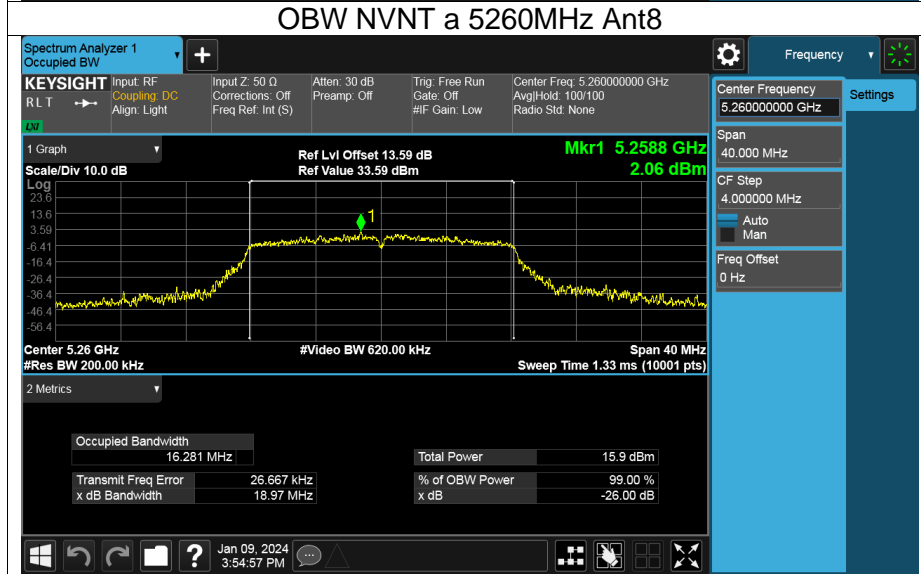 OBW NVNT a 5260MHz Ant8
Spectrum Analyzer 1
Occupied BW
+
Frequency
KEYSIGHT
RLT
LXI
Input: RF
Coupling: DC
Align: Light
Input Z: 50 Ω
Corrections: Off
Freq Ref: Int (S)
Atten: 30 dB
Preamp: Off
Trig: Free Run
Gate: Off
#IF Gain: Low
Center Freq: 5.260000000 GHz
Avg|Hold: 100/100
Radio Std: None
Center Frequency
5.260000000 GHz
Settings
Span
40.000 MHz
CF Step
4.000000 MHz
Auto
Man
Freq Offset
0 Hz
1 Graph
Scale/Div 10.0 dB
Ref Lvl Offset 13.59 dB
Ref Value 33.59 dBm
Mkr1 5.2588 GHz
2.06 dBm
Log
23.6
13.6
3.59
-6.41
-16.4
-26.4
-36.4
-46.4
-56.4
1
Center 5.26 GHz
#Video BW 620.00 kHz
Span 40 MHz
#Res BW 200.00 kHz
Sweep Time 1.33 ms (10001 pts)
2 Metrics
Occupied Bandwidth
16.281 MHz
Total Power 15.9 dBm
Transmit Freq Error 26.667 kHz
% of OBW Power 99.00 %
x dB Bandwidth 18.97 MHz
x dB -26.00 dB
?
Jan 09, 2024
3:54:57 PM